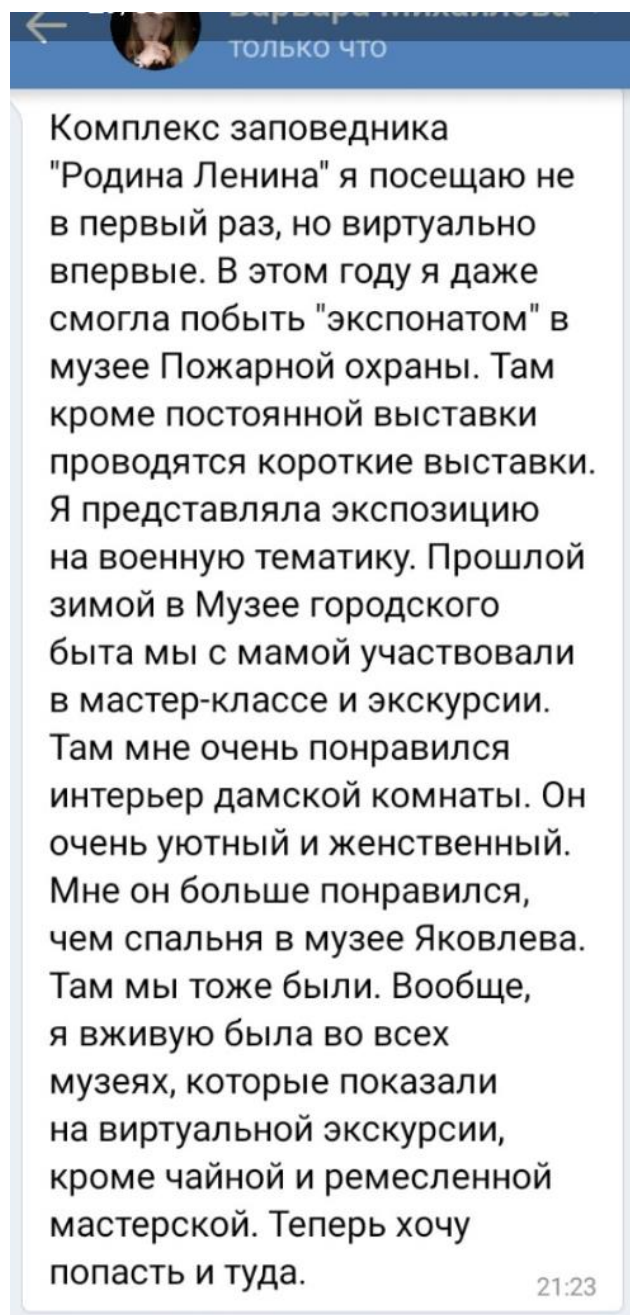 только что
Комплекс заповедника
"Родина Ленина" я посещаю не
в первый раз, но виртуально
впервые. В этом году я даже
смогла побыть "экспонатом" в
музее Пожарной охраны. Там
кроме постоянной выставки
проводятся короткие выставки.
Я представляла экспозицию
на военную тематику. Прошлой
зимой в Музее городского
быта мы с мамой участвовали
в мастер-классе и экскурсии.
Там мне очень понравился
интерьер дамской комнаты. Он
очень уютный и женственный.
Мне он больше понравился,
чем спальня в музее Яковлева.
Там мы тоже были. Вообще,
я вживую была во всех
музеях, которые показали
на виртуальной экскурсии,
кроме чайной и ремесленной
мастерской. Теперь хочу
попасть и туда.
21:23